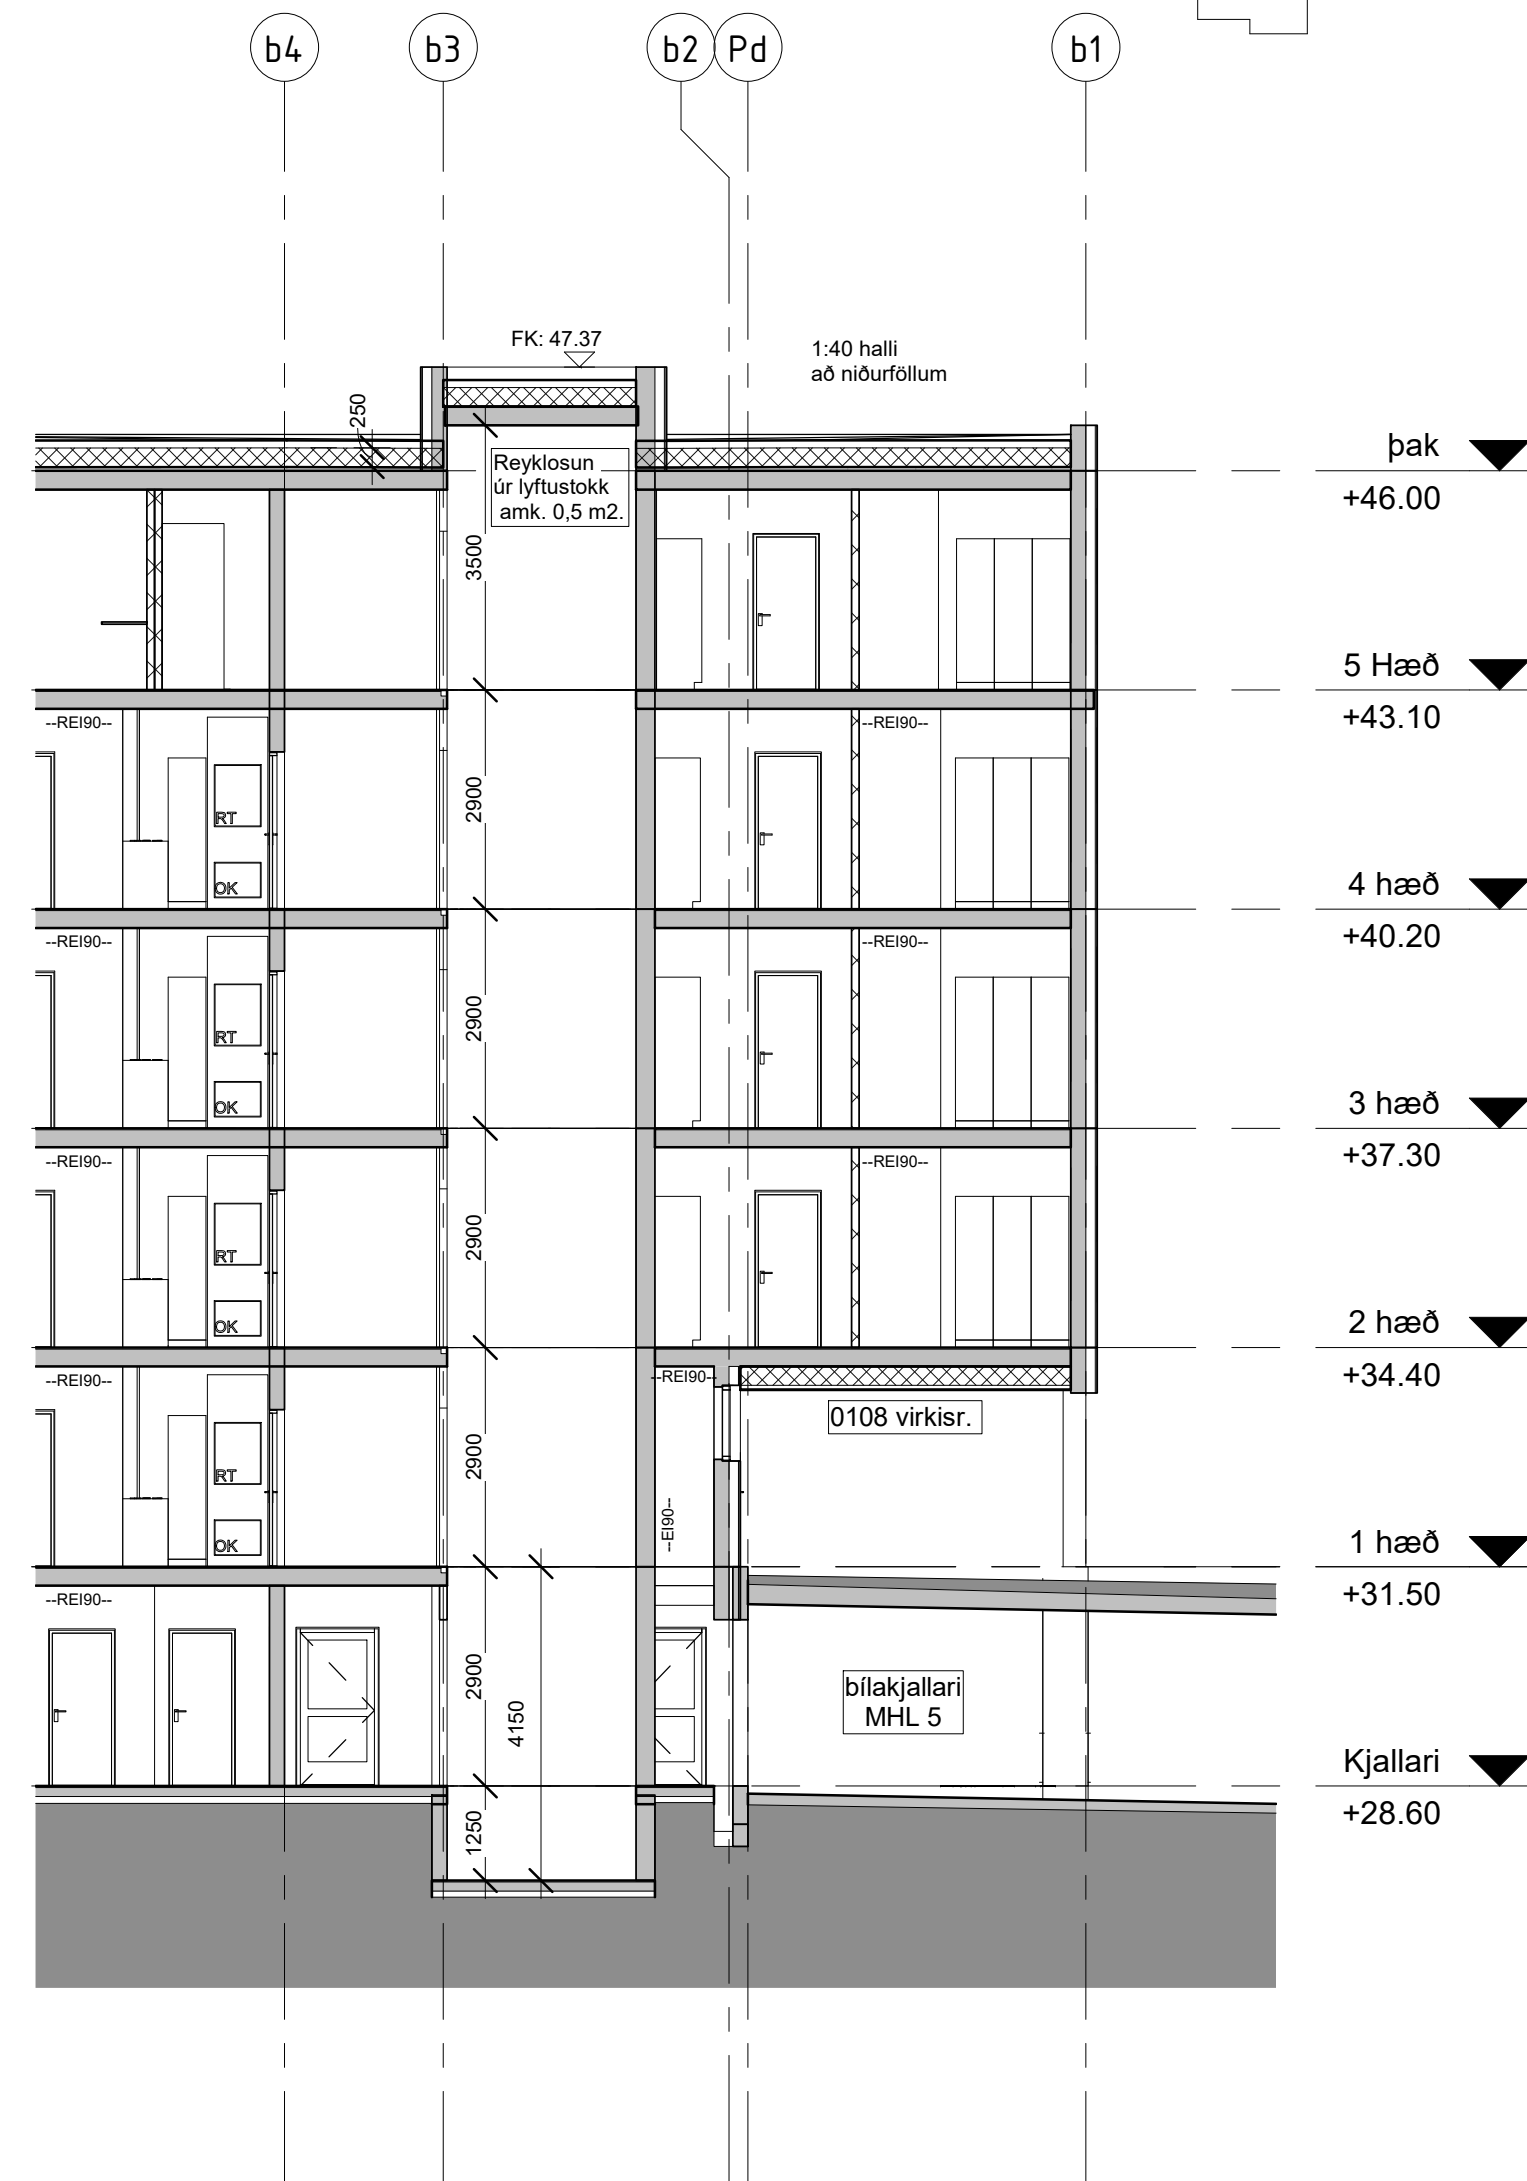 b4
b3
b2
Pd
b1
FK: 47.37
1:40 halli
að niðurföllum
250
þak
+46.00
Reyklosun
úr lyftustokk
amk. 0,5 m2.
3500
5 Hæð
+43.10
--REI90--
--REI90--
2900
RT
OK
4 hæð
+40.20
--REI90--
--REI90--
2900
RT
OK
3 hæð
+37.30
--REI90--
--REI90--
2900
RT
OK
2 hæð
+34.40
--REI90--
--REI90--
0108 virkisr.
2900
RT
--EI90--
OK
1 hæð
+31.50
--REI90--
2900
4150
bílakjallari
MHL 5
Kjallari
+28.60
1250